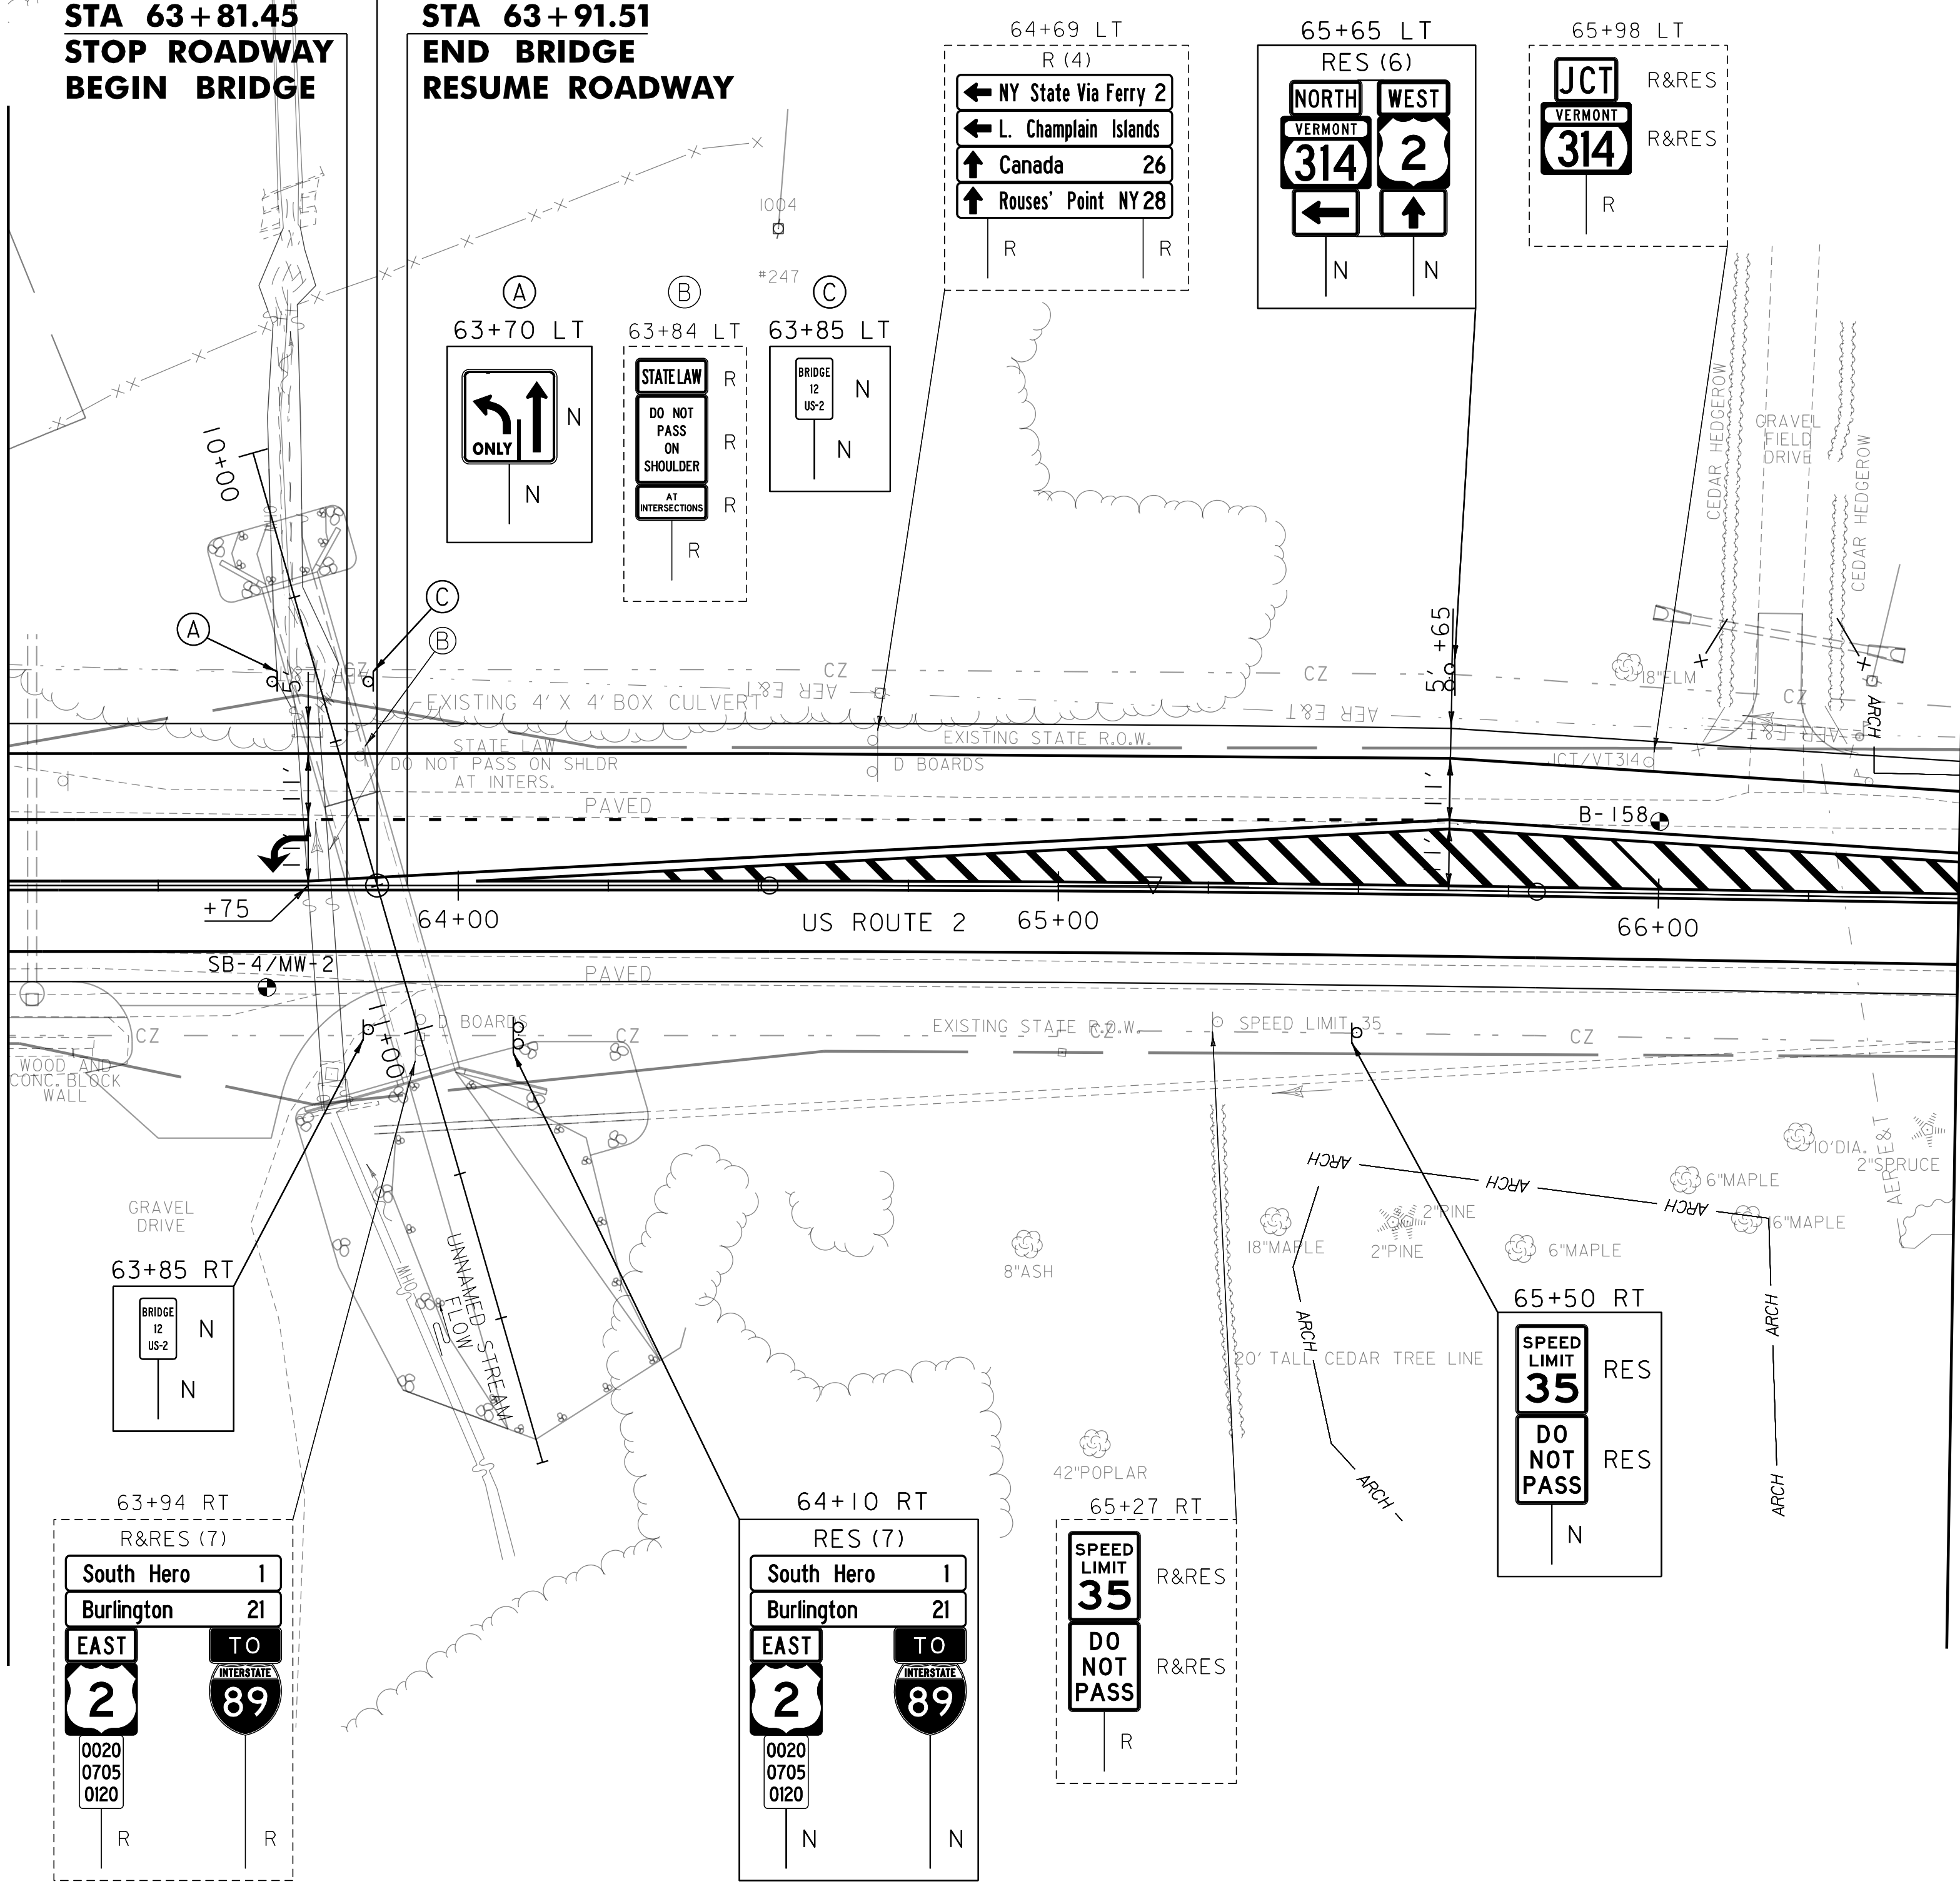 STA 63+81.45
STOP ROADWAY
BEGIN BRIDGE
STA 63+91.51
END BRIDGE
RESUME ROADWAY
64+69 LT
R (4)
NY State Via Ferry 2
L. Champlain Islands
Canada 26
Rouses' Point NY 28
R R
65+65 LT
RES (6)
NORTH WEST
VERMONT
314 2
N N
65+98 LT
JCT R&RES
VERMONT
314 R&RES
R
1004
#247
A
63+70 LT
ONLY
N
N
B
63+84 LT
STATE LAW R
DO NOT
PASS
ON
SHOULDER
R
AT
INTERSECTIONS
R
R
C
63+85 LT
BRIDGE
12
US-2
N
N
10+00
CEDAR HEDGEROW
GRAVEL
FIELD
DRIVE
CEDAR HEDGEROW
A
C
B
5'
CZ
AER E&T
CZ
AER E&T
CZ
AER E&T
5'
+65
8'
18"ELM
CZ
AER E&T
ARCH
EXISTING 4' X 4' BOX CULVERT
EXISTING STATE R.O.W.
STATE LAW
DO NOT PASS ON SHLDR
AT INTERS.
D BOARDS
JCT/VT314
PAVED
B-158
11'
11'
11'
11'
+75
64+00
US ROUTE 2
65+00
66+00
SB-4/MW-2
PAVED
CZ
D BOARDS
CZ
EXISTING STATE R.O.W.
CZ
SPEED LIMIT 35
CZ
WOOD AND
CONC. BLOCK
WALL
11+00
GRAVEL
DRIVE
UNNAMED STREAM
FLOW
OHW
8"ASH
18"MAPLE
2"PINE
2"PINE
6"MAPLE
6"MAPLE
6"MAPLE
10'DIA.
2"SPRUCE
AER E&T
ARCH
ARCH
ARCH
ARCH
ARCH
ARCH
ARCH
20' TALL CEDAR TREE LINE
42"POPLAR
63+85 RT
BRIDGE
12
US-2
N
N
65+50 RT
SPEED
LIMIT
35
RES
DO
NOT
PASS
RES
N
63+94 RT
R&RES (7)
South Hero 1
Burlington 21
EAST TO
INTERSTATE
2 89
0020
0705
0120
R R
64+10 RT
RES (7)
South Hero 1
Burlington 21
EAST TO
INTERSTATE
2 89
0020
0705
0120
N N
65+27 RT
SPEED
LIMIT
35
R&RES
DO
NOT
PASS
R&RES
R